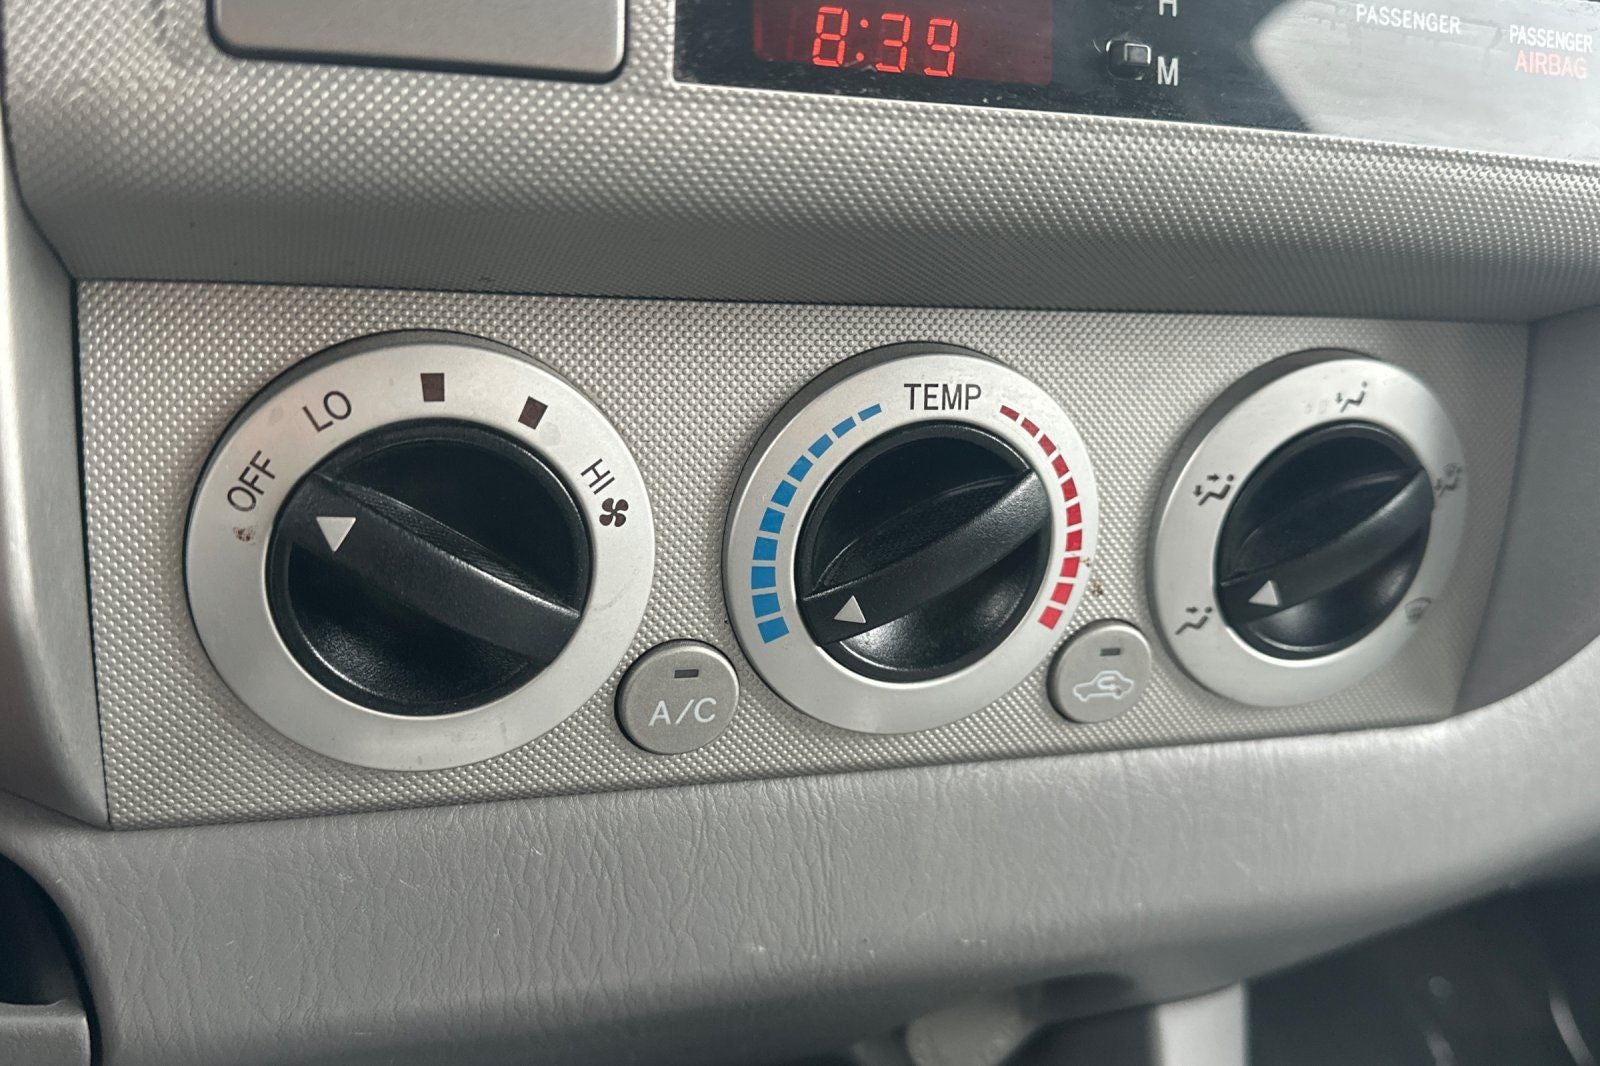 8:39
H
M
PASSENGER
PASSENGER
AIRBAG
OFF
LO
HI
TEMP
A/C